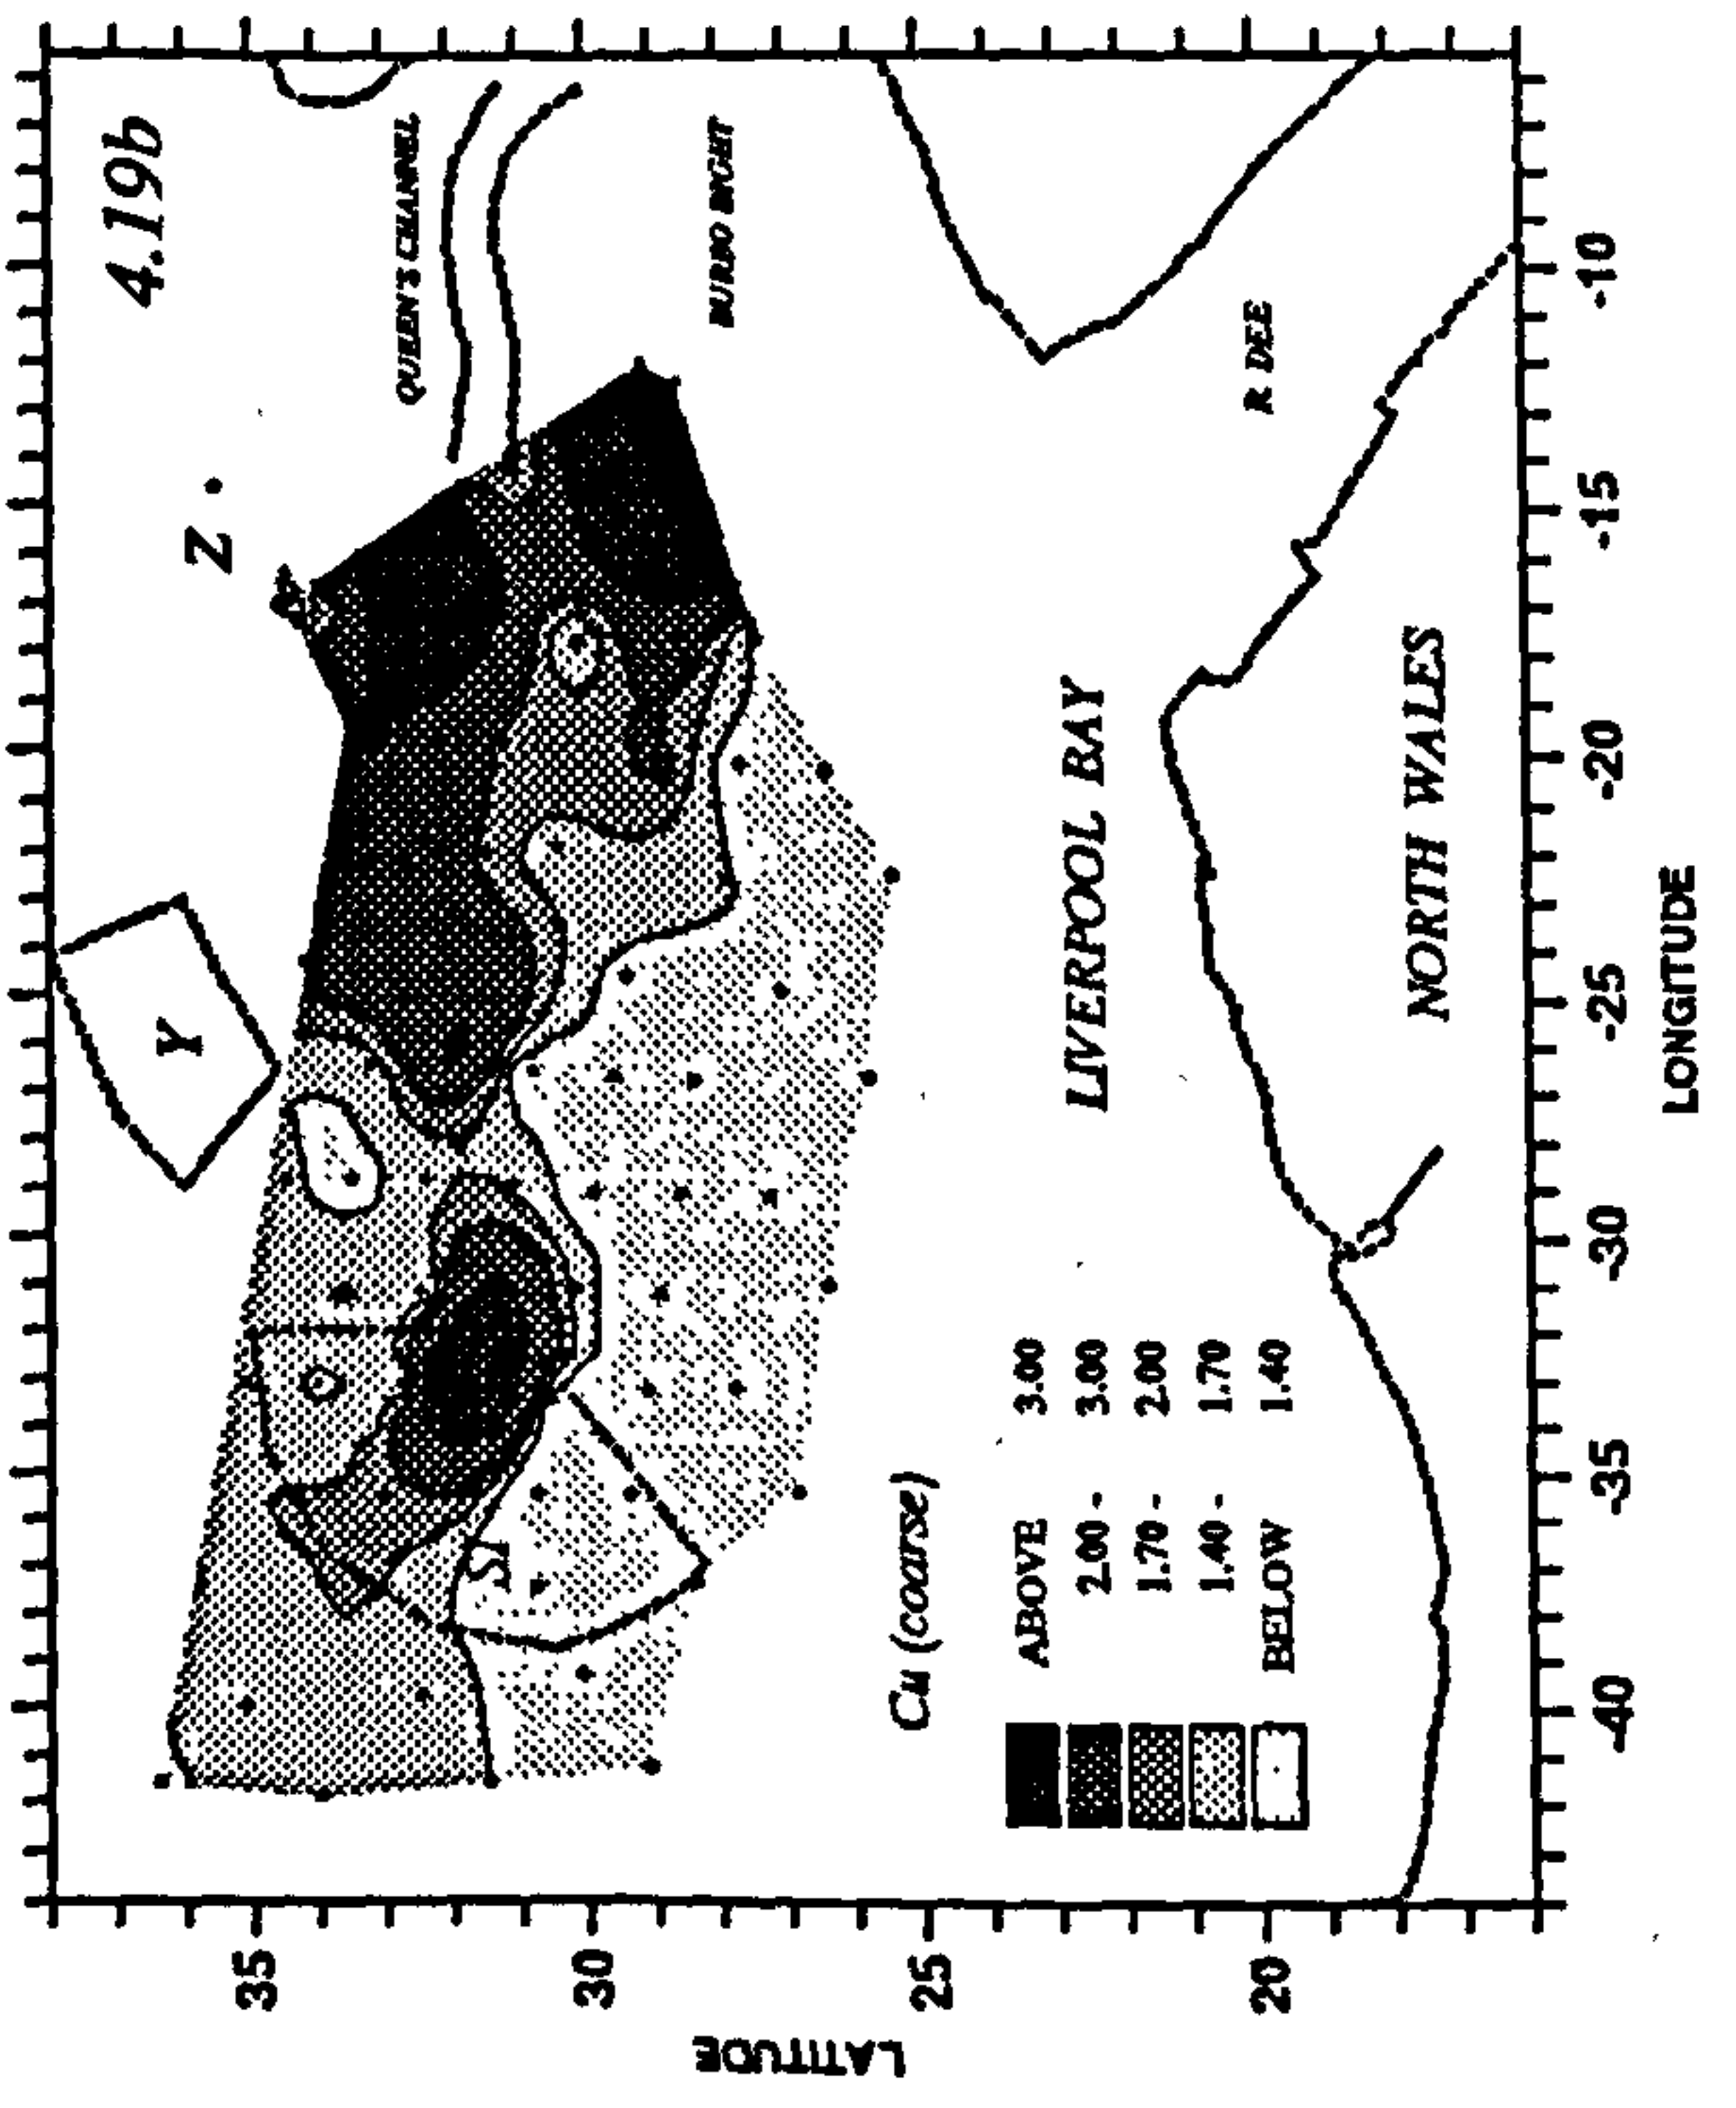 4.19b
Z
QUEEN'S CHANNEL
BURBO BIGHT
Y
R DEE
LIVERPOOL BAY
NORTH WALES
Cu (coarse)
ABOVE 3.00
2.00 - 3.00
1.70 - 2.00
1.40 - 1.70
BELOW 1.40
35
30
25
20
LATITUDE
-40
-35
-30
-25
-20
-15
-10
LONGITUDE